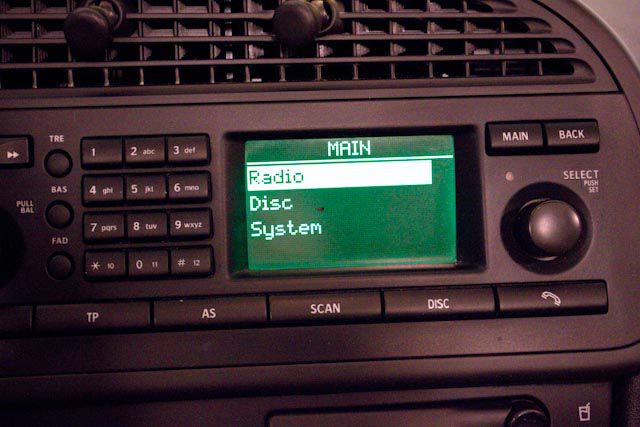 MAIN
Radio
Disc
System
TRE
BAS
PULL
BAL
FAD
1
2 abc
3 def
4 ghi
5 jkl
6 mno
7 pqrs
8 tuv
9 wxyz
* 10
0 11
# 12
MAIN
BACK
SELECT
PUSH
SET
TP
AS
SCAN
DISC